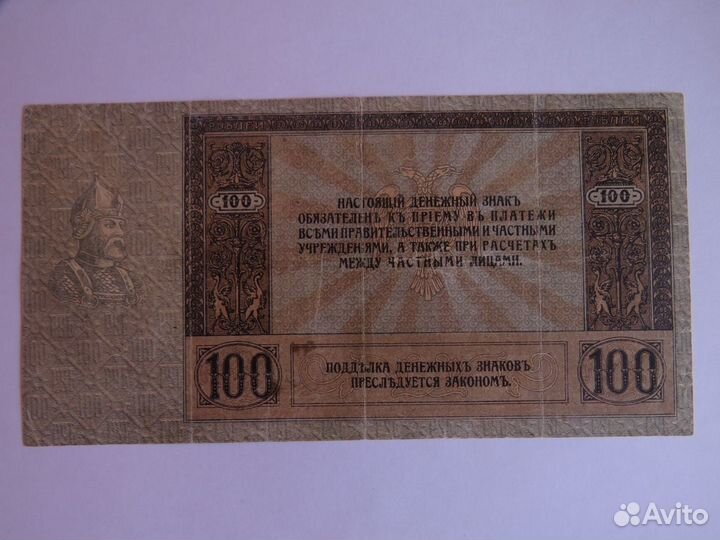 100
100
НАСТОЯЩІЙ ДЕНЕЖНЫЙ ЗНАКЪ
ОБЯЗАТЕЛЕНЪ КЪ ПРІЕМУ ВЪ ПЛАТЕЖИ
ВСѢМИ ПРАВИТЕЛЬСТВЕННЫМИ И ЧАСТНЫМИ
УЧРЕЖДЕНІЯМИ, А ТАКЖЕ ПРИ РАСЧЕТАХЪ
МЕЖДУ ЧАСТНЫМИ ЛИЦАМИ.
100
100
ПОДДѢЛКА ДЕНЕЖНЫХЪ ЗНАКОВЪ
ПРЕСЛѢДУЕТСЯ ЗАКОНОМЪ.
Avito